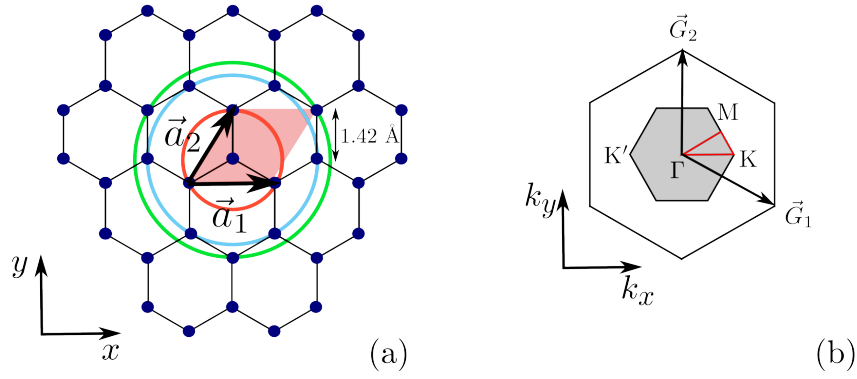 a⃗₂
1.42 Å
a⃗₁
y
x
(a)
G⃗₂
M
K′
Γ
K
G⃗₁
k_y
k_x
(b)